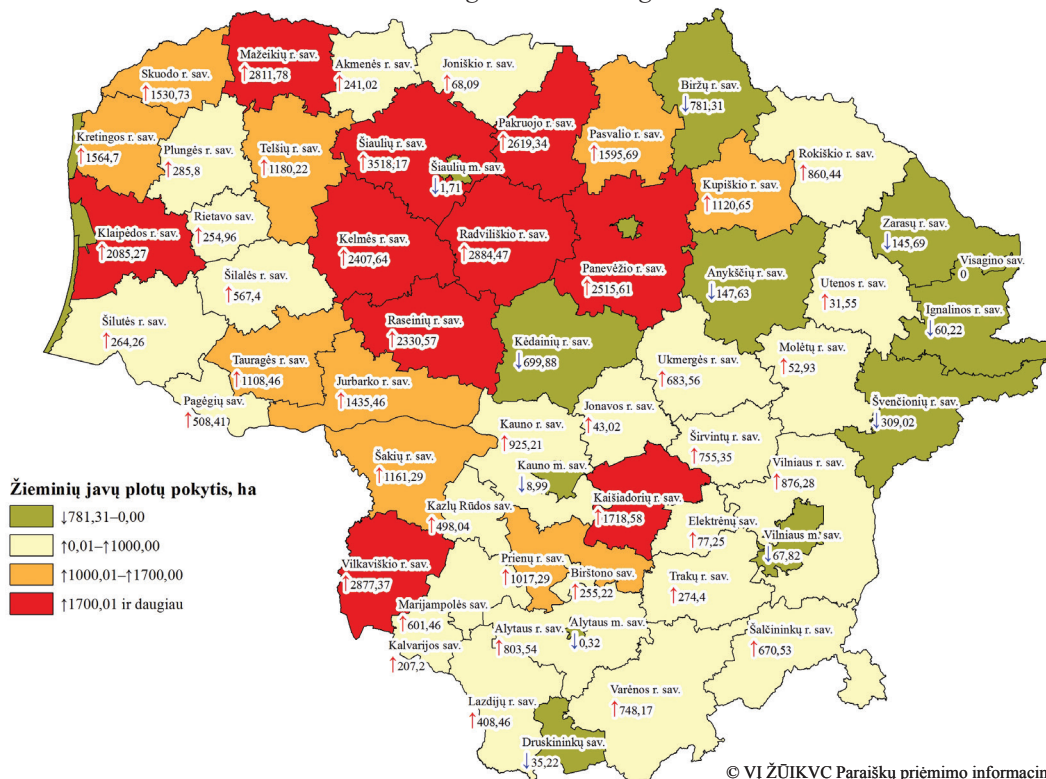 Mažeikių r. sav.
↑2811,78
Skuodo r. sav.
↑1530,73
Akmenės r. sav.
↑241,02
Joniškio r. sav.
↑68,09
Biržų r. sav.
↓781,31
Kretingos r. sav.
↑1564,7
Plungės r. sav.
↑285,8
Telšių r. sav.
↑1180,22
Šiaulių r. sav.
↑3518,17
Šiaulių m. sav.
↓1,71
Pakruojo r. sav.
↑2619,34
Pasvalio r. sav.
↑1595,69
Rokiškio r. sav.
↑860,44
Kupiškio r. sav.
↑1120,65
Klaipėdos r. sav.
↑2085,27
Rietavo sav.
↑254,96
Kelmės r. sav.
↑2407,64
Radviliškio r. sav.
↑2884,47
Panevėžio r. sav.
↑2515,61
Anykščių r. sav.
↓147,63
Zarasų r. sav.
↓145,69
Visagino sav.
0
Utenos r. sav.
↑31,55
Ignalinos r. sav.
↓60,22
Šilalės r. sav.
↑567,4
Šilutės r. sav.
↑264,26
Raseinių r. sav.
↑2330,57
Kėdainių r. sav.
↓699,88
Ukmergės r. sav.
↑683,56
Molėtų r. sav.
↑52,93
Tauragės r. sav.
↑1108,46
Jurbarko r. sav.
↑1435,46
Pagėgių sav.
↑508,41
Kauno r. sav.
↑925,21
Jonavos r. sav.
↑43,02
Širvintų r. sav.
↑755,35
Švenčionių r. sav.
↓309,02
Šakių r. sav.
↑1161,29
Kauno m. sav.
↓8,99
Vilniaus r. sav.
↑876,28
Kazlų Rūdos sav.
↑498,04
Kaišiadorių r. sav.
↑1718,58
Elektrėnų sav.
↑77,25
Vilniaus m. sav.
↓67,82
Vilkaviškio r. sav.
↑2877,37
Prienų r. sav.
↑1017,29
Birštono sav.
↑255,22
Trakų r. sav.
↑274,4
Marijampolės sav.
↑601,46
Alytaus r. sav.
↑803,54
Alytaus m. sav.
↓0,32
Šalčininkų r. sav.
↑670,53
Kalvarijos sav.
↑207,2
Lazdijų r. sav.
↑408,46
Varėnos r. sav.
↑748,17
Druskininkų sav.
↓35,22
Žieminių javų plotų pokytis, ha
↓781,31–0,00
↑0,01–↑1000,00
↑1000,01–↑1700,00
↑1700,01 ir daugiau
© VI ŽŪIKVC Paraiškų priėmimo informacin